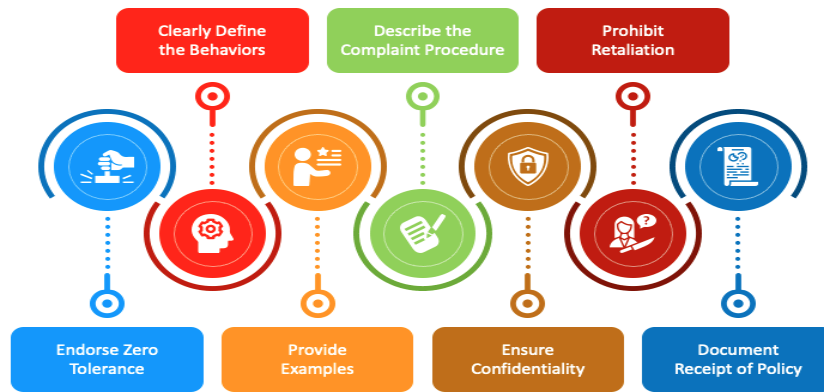 Clearly Define
the Behaviors
Describe the
Complaint Procedure
Prohibit
Retaliation
?
Endorse Zero
Tolerance
Provide
Examples
Ensure
Confidentiality
Document
Receipt of Policy